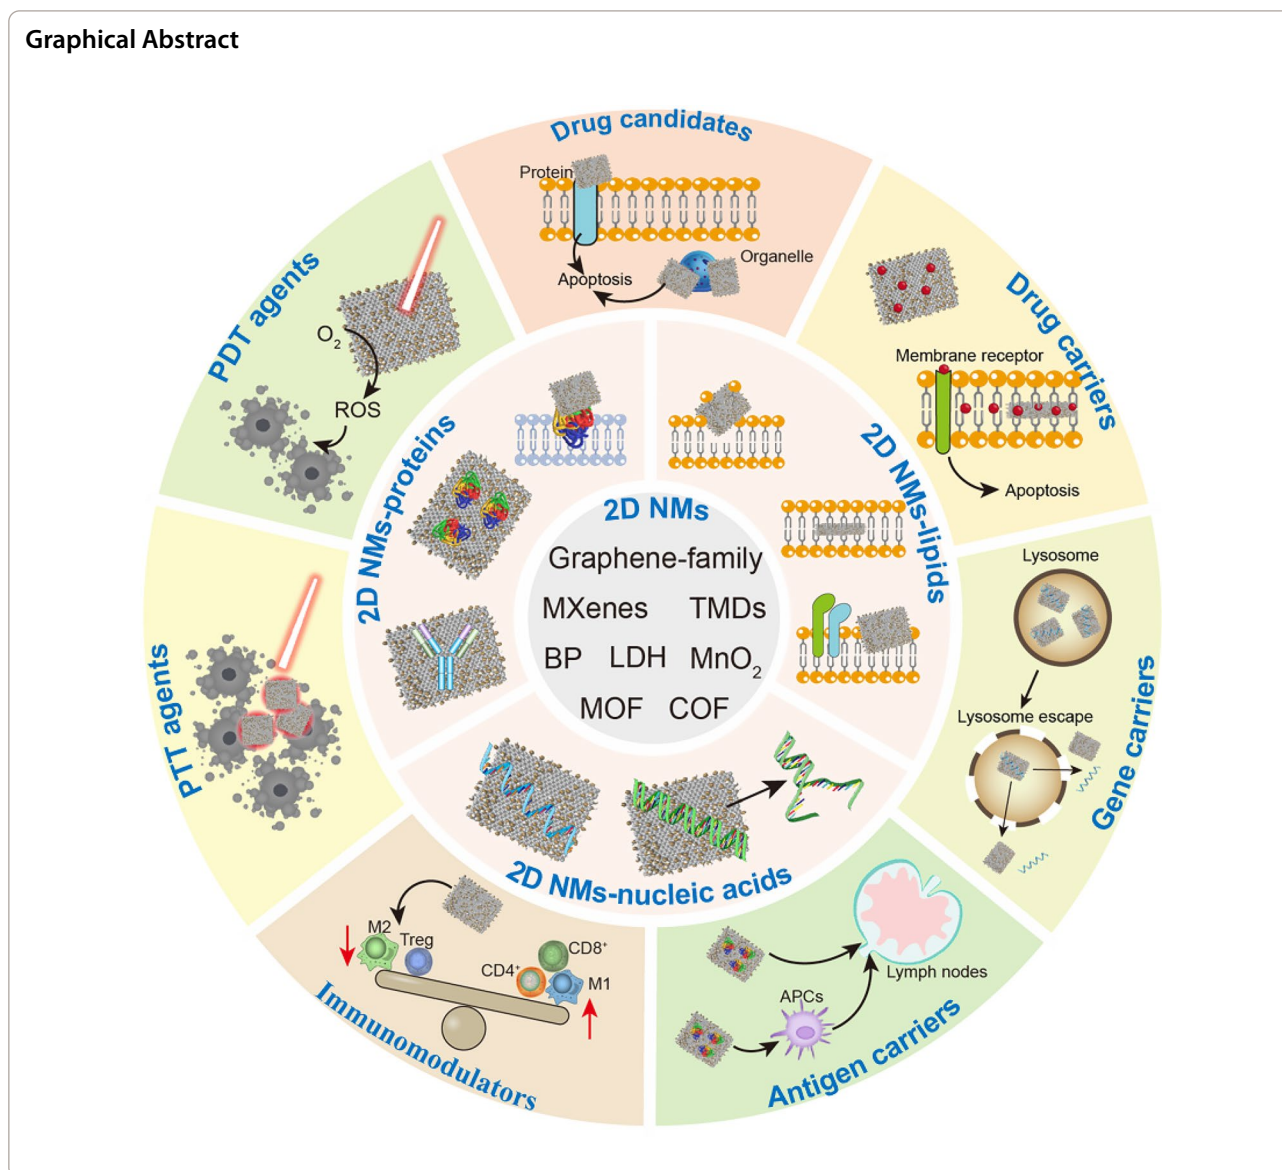 Graphical Abstract
Drug candidates
Protein
Organelle
Apoptosis
Drug carriers
Membrane receptor
Apoptosis
Gene carriers
Lysosome
Lysosome escape
Antigen carriers
Lymph nodes
APCs
Immunomodulators
M2
Treg
CD8⁺
CD4⁺
M1
PTT agents
PDT agents
O₂
ROS
2D NMs-proteins
2D NMs-lipids
2D NMs-nucleic acids
2D NMs
Graphene-family
MXenes TMDs
BP LDH MnO₂
MOF COF